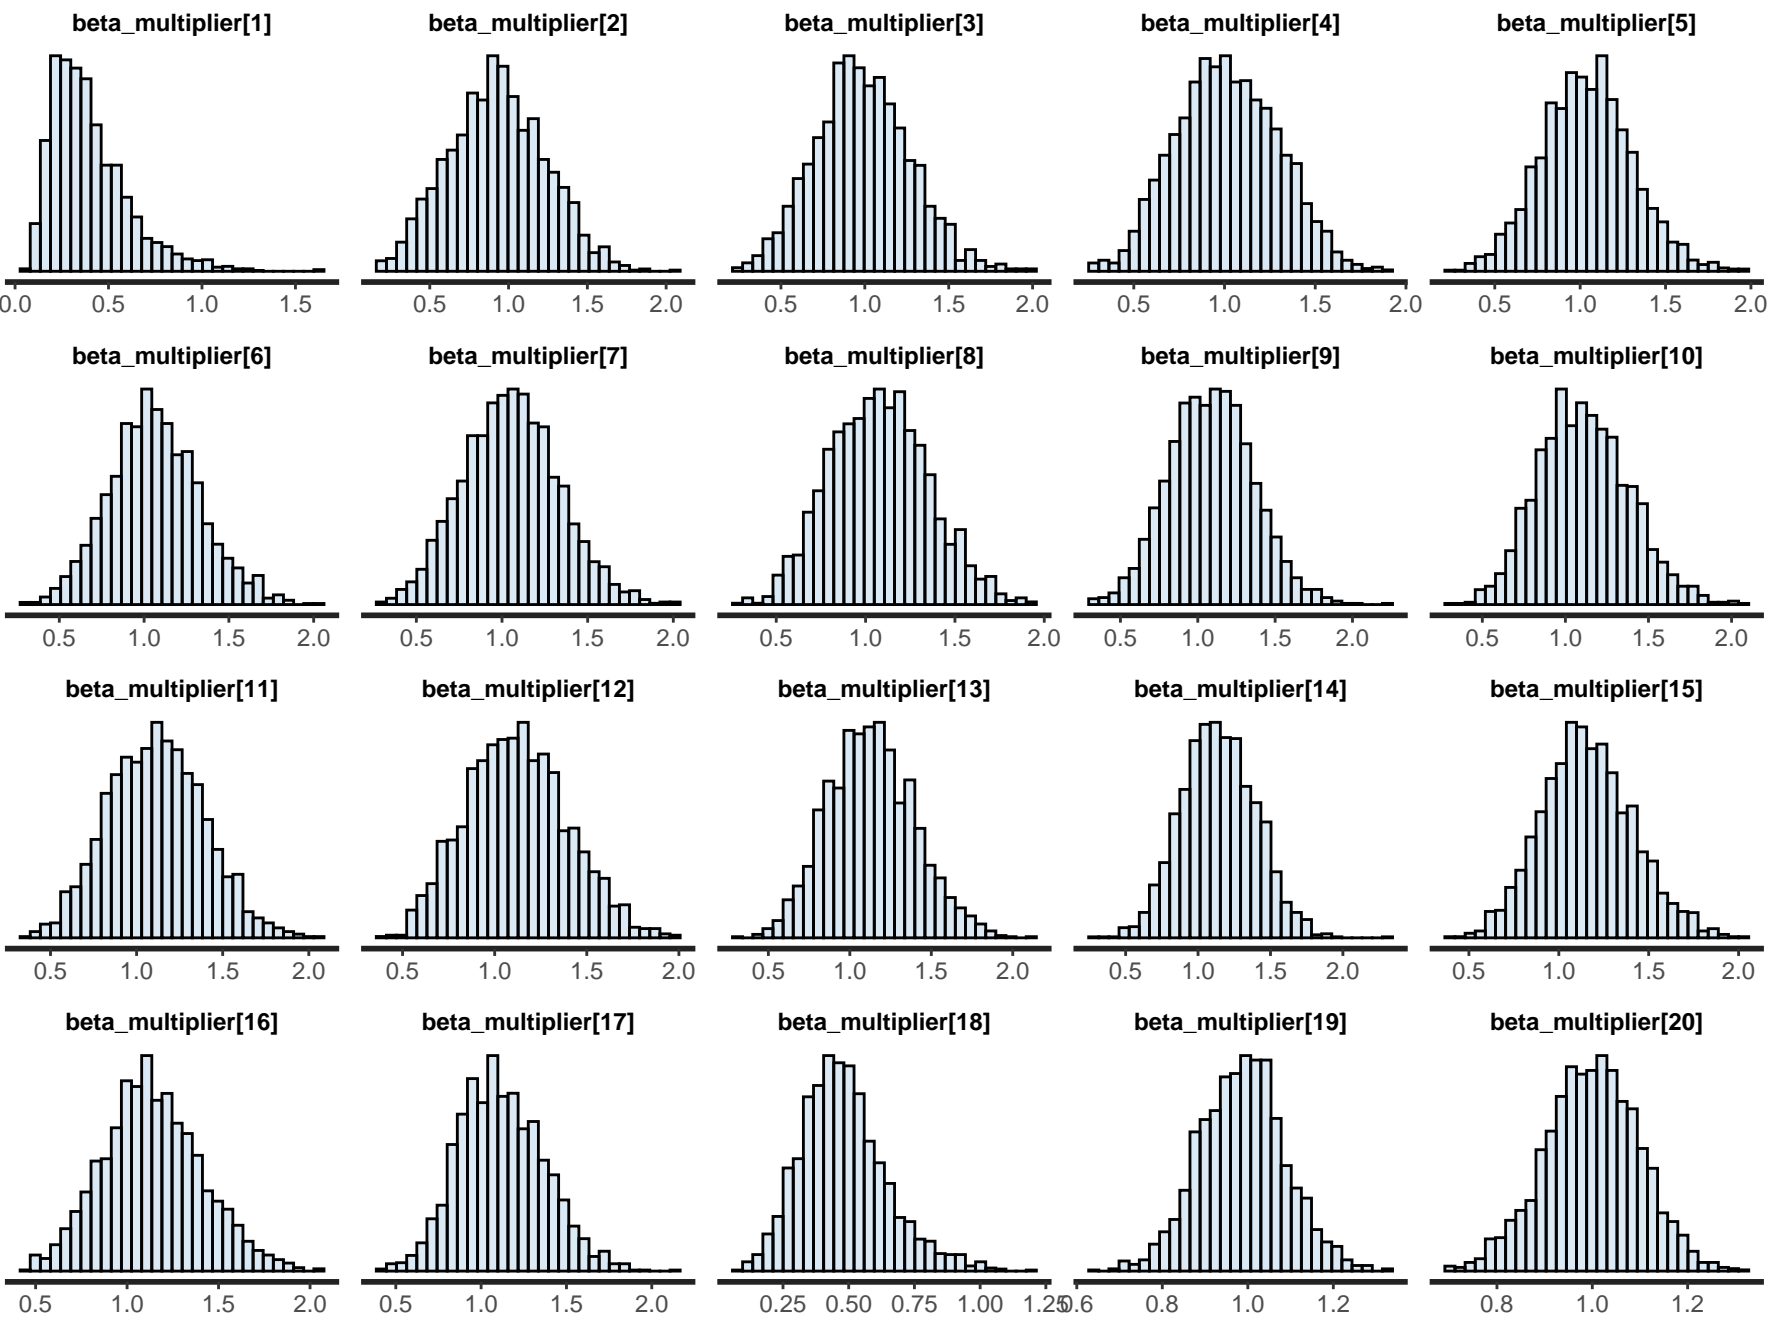 beta_multiplier[1] beta_multiplier[2] beta_multiplier[3] beta_multiplier[4] beta_multiplier[5]
0.0 0.5 1.0 1.5 0.5 1.0 1.5 2.0 0.5 1.0 1.5 2.0 0.5 1.0 1.5 2.0 0.5 1.0 1.5 2.0
beta_multiplier[6] beta_multiplier[7] beta_multiplier[8] beta_multiplier[9] beta_multiplier[10]
0.5 1.0 1.5 2.0 0.5 1.0 1.5 2.0 0.5 1.0 1.5 2.0 0.5 1.0 1.5 2.0 0.5 1.0 1.5 2.0
beta_multiplier[11] beta_multiplier[12] beta_multiplier[13] beta_multiplier[14] beta_multiplier[15]
0.5 1.0 1.5 2.0 0.5 1.0 1.5 2.0 0.5 1.0 1.5 2.0 0.5 1.0 1.5 2.0 0.5 1.0 1.5 2.0
beta_multiplier[16] beta_multiplier[17] beta_multiplier[18] beta_multiplier[19] beta_multiplier[20]
0.5 1.0 1.5 2.0 0.5 1.0 1.5 2.0 0.25 0.50 0.75 1.00 1.25 0.6 0.8 1.0 1.2 0.8 1.0 1.2